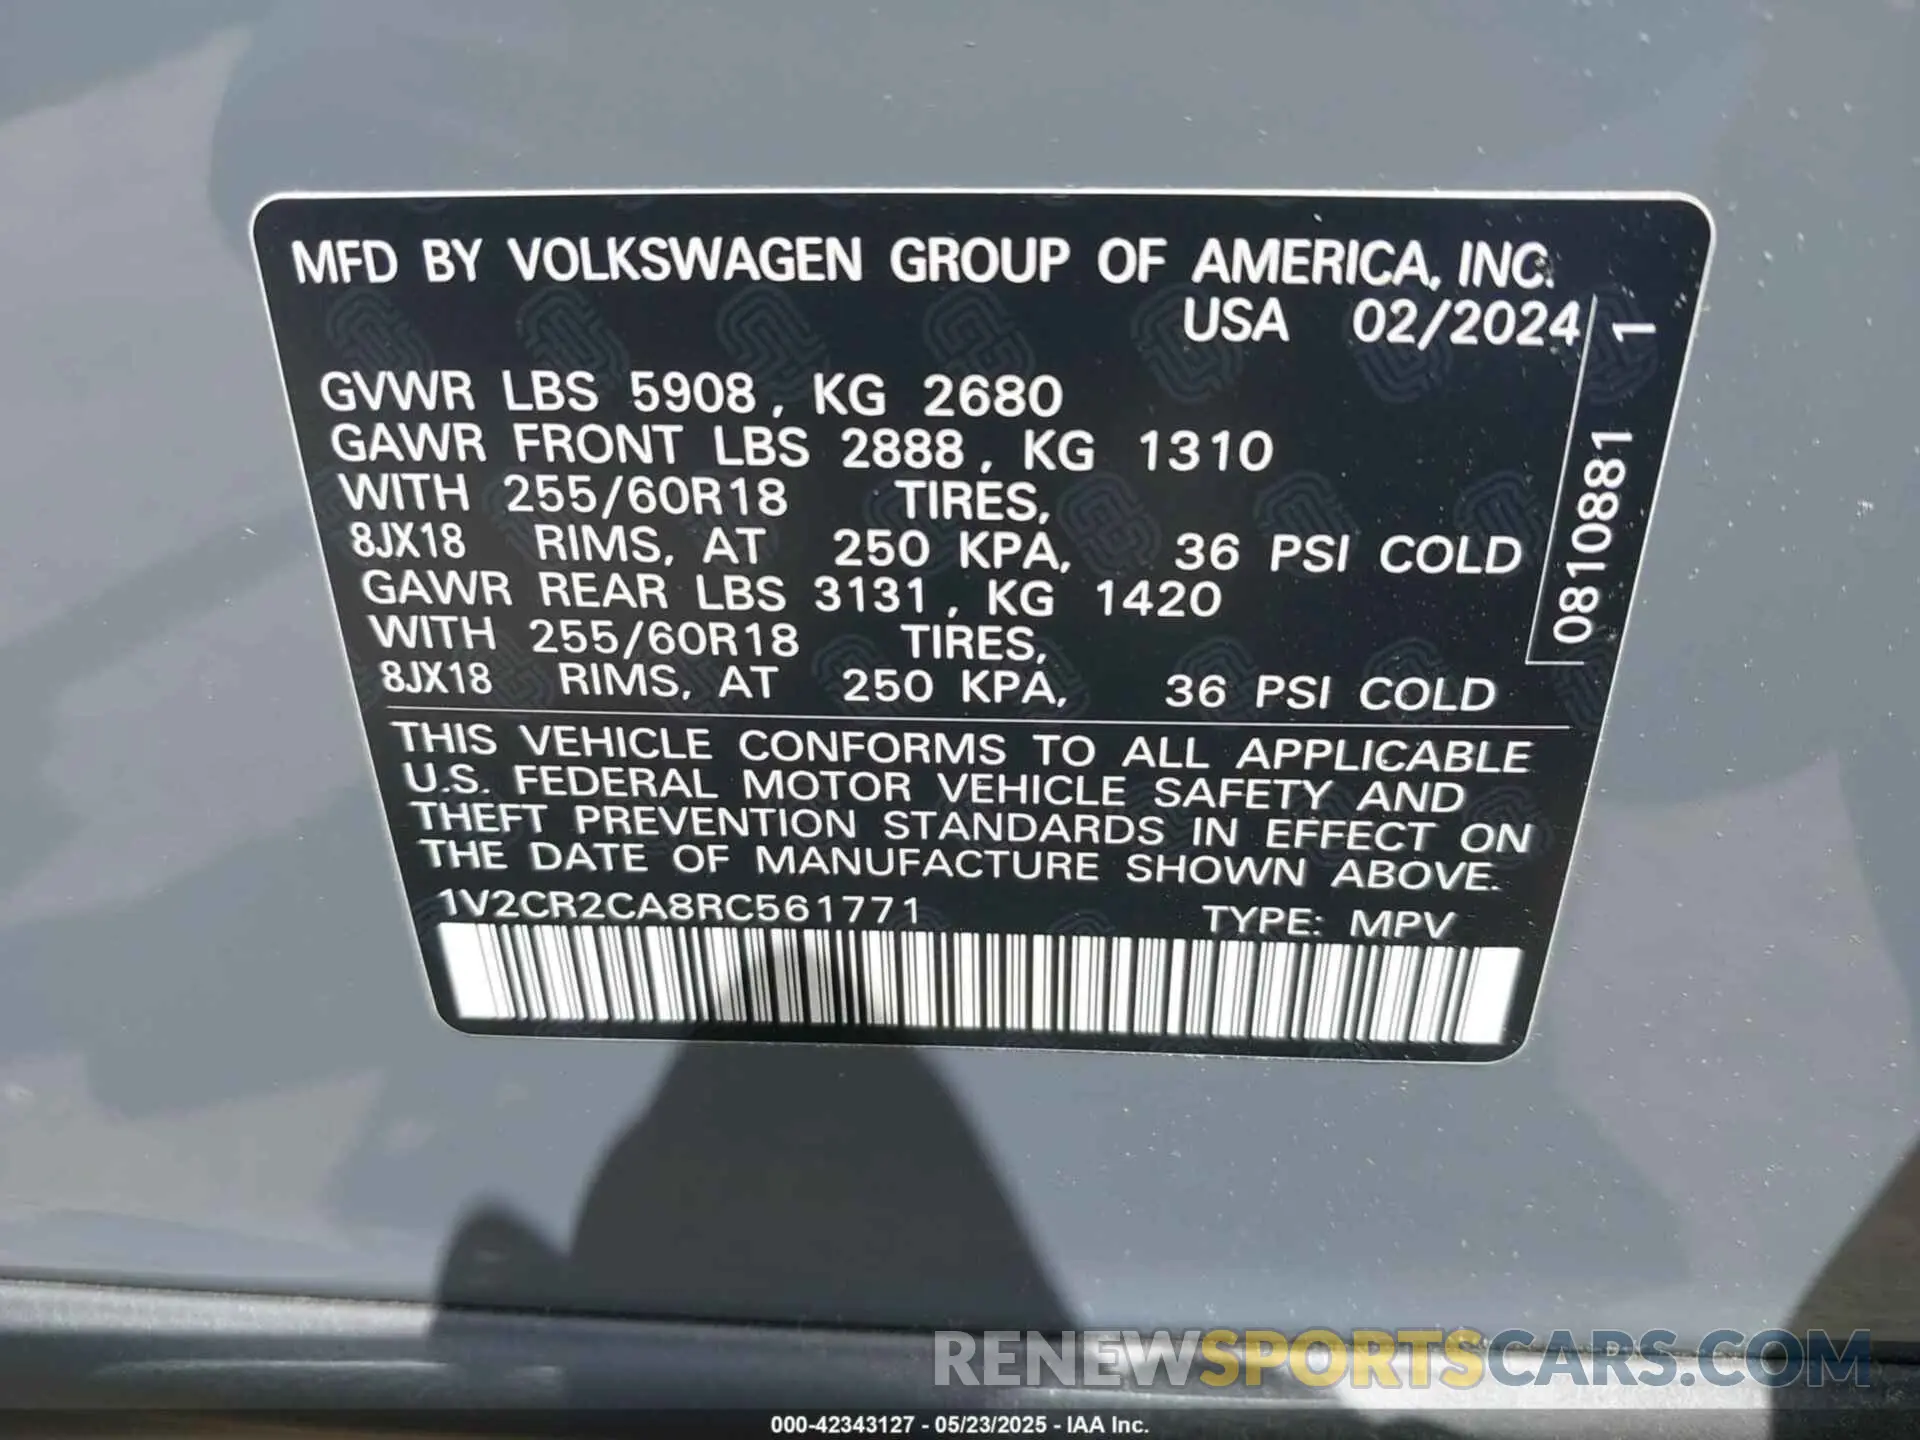 MFD BY VOLKSWAGEN GROUP OF AMERICA, INC.
USA 02/2024
GVWR LBS 5908, KG 2680
GAWR FRONT LBS 2888, KG 1310
WITH 255/60R18 TIRES,
8JX18 RIMS, AT 250 KPA, 36 PSI COLD
GAWR REAR LBS 3131, KG 1420
WITH 255/60R18 TIRES,
8JX18 RIMS, AT 250 KPA, 36 PSI COLD
0810881 1
THIS VEHICLE CONFORMS TO ALL APPLICABLE
U.S. FEDERAL MOTOR VEHICLE SAFETY AND
THEFT PREVENTION STANDARDS IN EFFECT ON
THE DATE OF MANUFACTURE SHOWN ABOVE.
1V2CR2CA8RC561771 TYPE: MPV
RENEWSPORTSCARS.COM
000-42343127 - 05/23/2025 - IAA Inc.